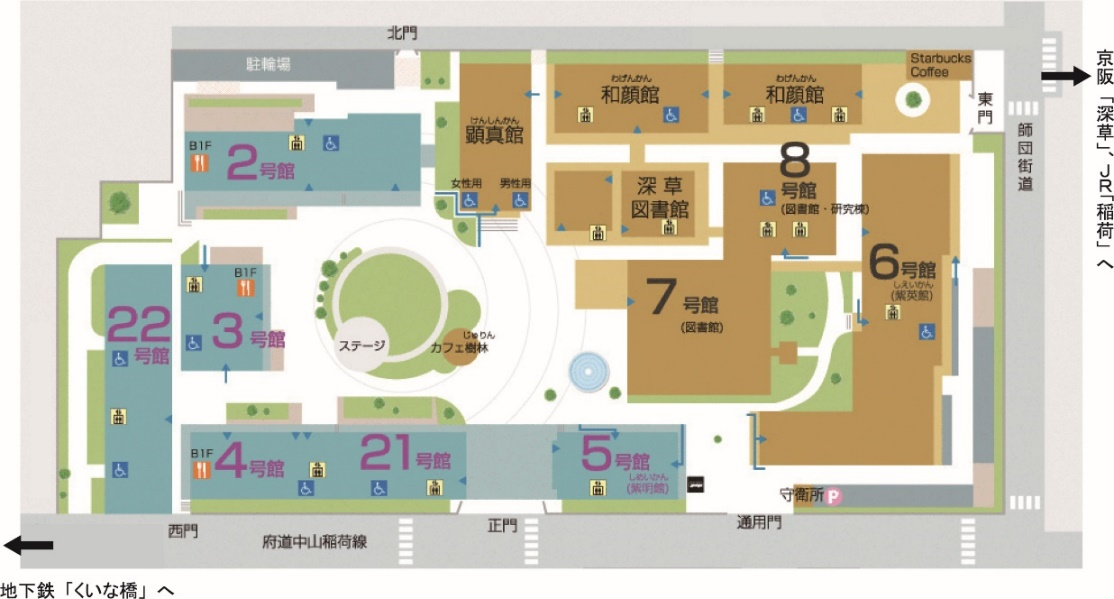 北門
駐輪場
Starbucks
Coffee
京阪「深草」、JR「稲荷」へ
東門
師団街道
わげんかん
和顔館
わげんかん
和顔館
けんしんかん
顕真館
女性用
男性用
B1F
2号館
深草
図書館
8
号館
(図書館・研究棟)
6号館
しえいかん
(紫英館)
7号館
(図書館)
22
号館
B1F
3号館
ステージ
じゅりん
カフェ樹林
B1F
4号館
21号館
5号館
しめいかん
(紫明館)
守衛所 P
西門
正門
通用門
府道中山稲荷線
地下鉄「くいな橋」へ